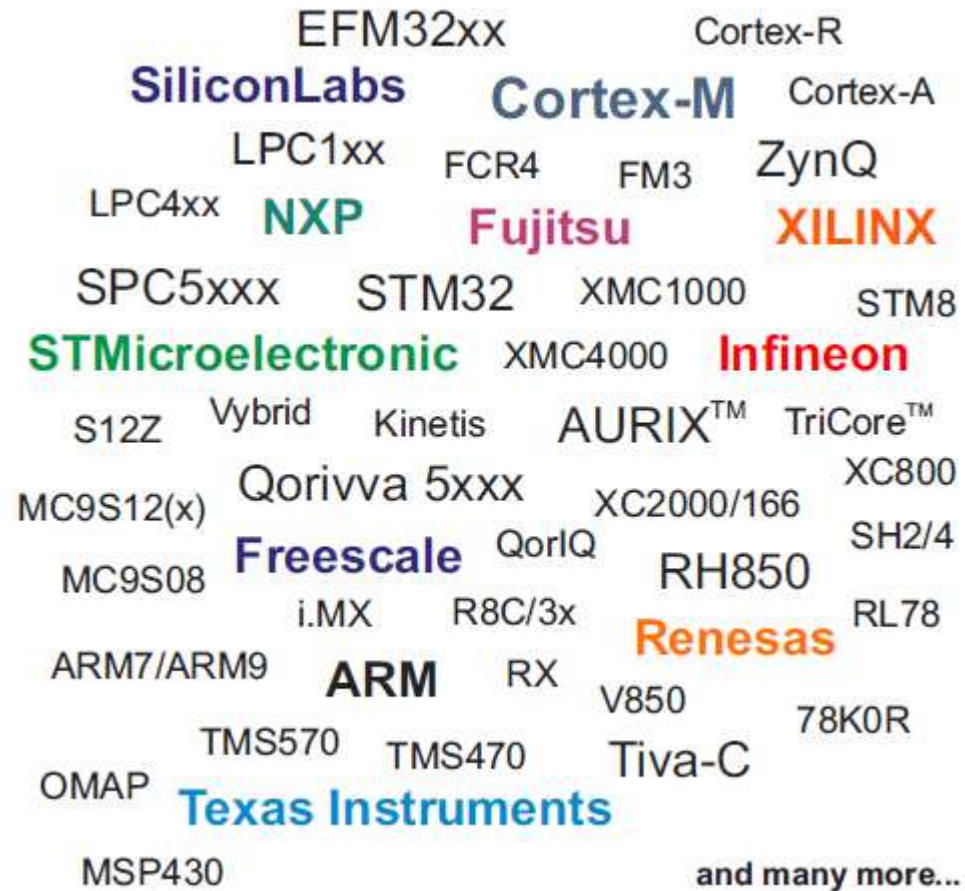 EFM32xx Cortex-R
SiliconLabs Cortex-M Cortex-A
LPC1xx FCR4 FM3 ZynQ
LPC4xx NXP Fujitsu XILINX
SPC5xxx STM32 XMC1000 STM8
STMicroelectronic XMC4000 Infineon
S12Z Vybrid Kinetis AURIX™ TriCore™
MC9S12(x) Qorivva 5xxx XC2000/166 XC800
Freescale QorIQ SH2/4
MC9S08 RH850
i.MX R8C/3x Renesas RL78
ARM7/ARM9 ARM RX
V850 78K0R
TMS570 TMS470 Tiva-C
OMAP Texas Instruments
MSP430 and many more...